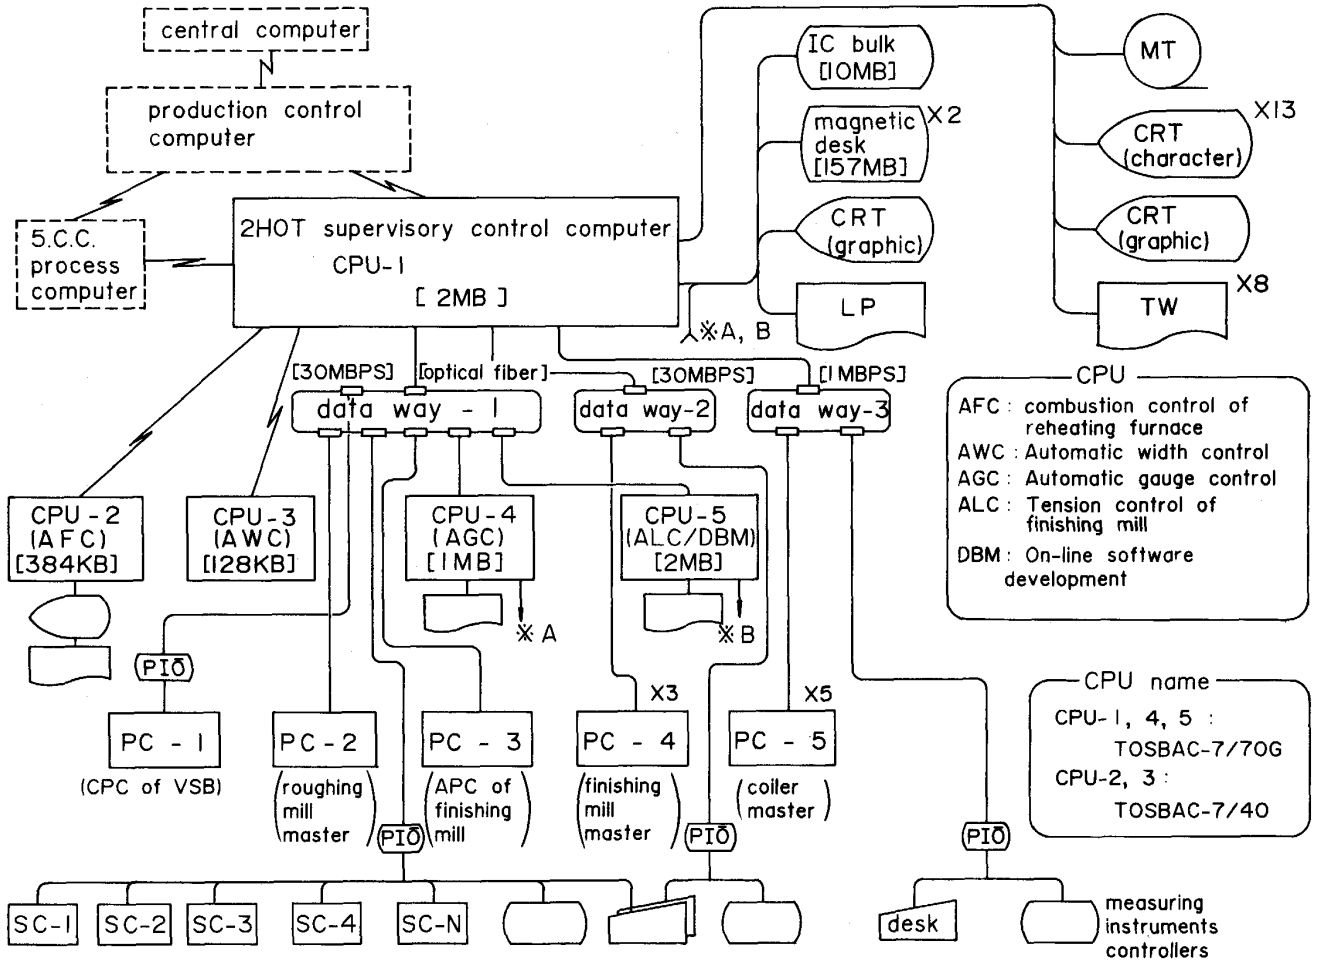 central computer
production control
computer
5.C.C.
process
computer
2HOT supervisory control computer
CPU-1
[ 2MB ]
IC bulk
[10MB]
magnetic
desk
[157MB]
X2
CRT
(graphic)
LP
※A, B
MT
CRT
(character)
X13
CRT
(graphic)
TW
X8
[30MBPS]
[optical fiber]
[30MBPS]
[1MBPS]
data way - 1
data way-2
data way-3
CPU
AFC : combustion control of
reheating furnace
AWC : Automatic width control
AGC : Automatic gauge control
ALC : Tension control of
finishing mill
DBM : On-line software
development
CPU-2
(AFC)
[384KB]
CPU-3
(AWC)
[128KB]
CPU-4
(AGC)
[1MB]
CPU-5
(ALC/DBM)
[2MB]
※A
※B
PIŌ
PC - 1
(CPC of VSB)
PC - 2
(roughing
mill
master)
PC - 3
(APC of
finishing
mill)
X3
PC - 4
(finishing
mill
master)
X5
PC - 5
(coiler
master)
CPU name
CPU-1, 4, 5 :
TOSBAC-7/70G
CPU-2, 3 :
TOSBAC-7/40
PIŌ
PIŌ
PIŌ
SC-1
SC-2
SC-3
SC-4
SC-N
desk
measuring
instruments
controllers